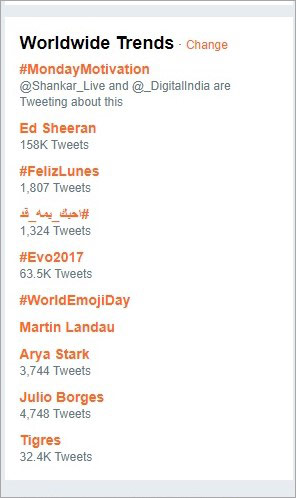 Worldwide Trends · Change
#MondayMotivation
@Shankar_Live and @_DigitalIndia are
Tweeting about this
Ed Sheeran
158K Tweets
#FelizLunes
1,807 Tweets
#احبك_يمه_قد
1,324 Tweets
#Evo2017
63.5K Tweets
#WorldEmojiDay
Martin Landau
Arya Stark
3,744 Tweets
Julio Borges
4,748 Tweets
Tigres
32.4K Tweets